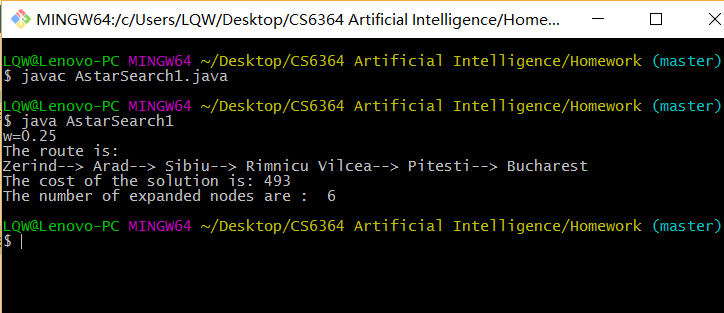 MINGW64:/c/Users/LQW/Desktop/CS6364 Artificial Intelligence/Home...
LQW@Lenovo-PC MINGW64 ~/Desktop/CS6364 Artificial Intelligence/Homework (master)
$ javac AstarSearch1.java
LQW@Lenovo-PC MINGW64 ~/Desktop/CS6364 Artificial Intelligence/Homework (master)
$ java AstarSearch1
w=0.25
The route is:
Zerind--> Arad--> Sibiu--> Rimnicu Vilcea--> Pitesti--> Bucharest
The cost of the solution is: 493
The number of expanded nodes are :  6
LQW@Lenovo-PC MINGW64 ~/Desktop/CS6364 Artificial Intelligence/Homework (master)
$